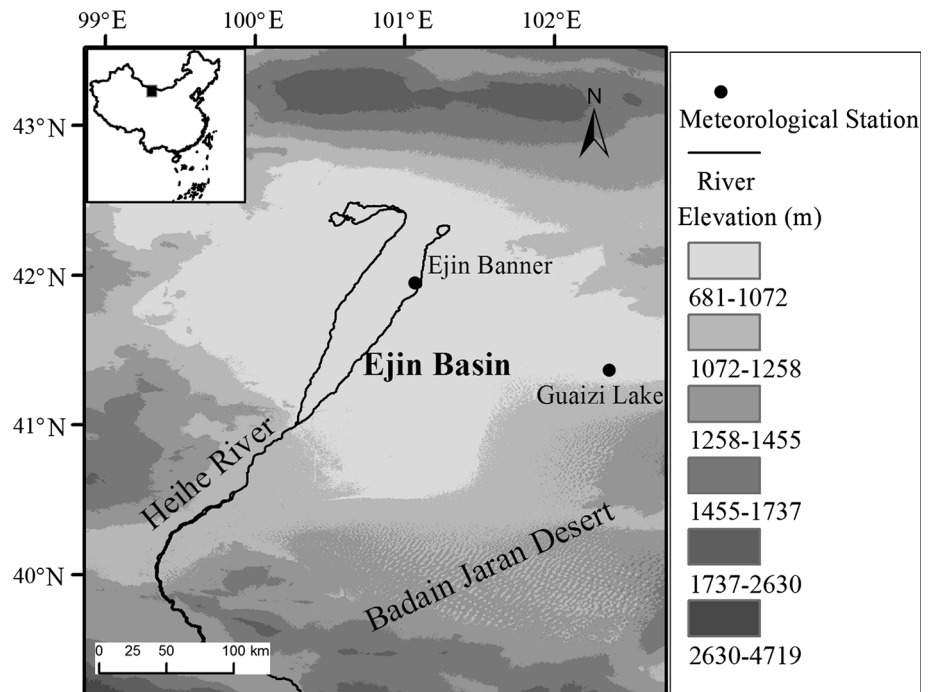 99°E 100°E 101°E 102°E
43°N
42°N
41°N
40°N
N
Ejin Banner
Ejin Basin
Guaizi Lake
Heihe River
Badain Jaran Desert
0 25 50 100 km
Meteorological Station
River
Elevation (m)
681-1072
1072-1258
1258-1455
1455-1737
1737-2630
2630-4719